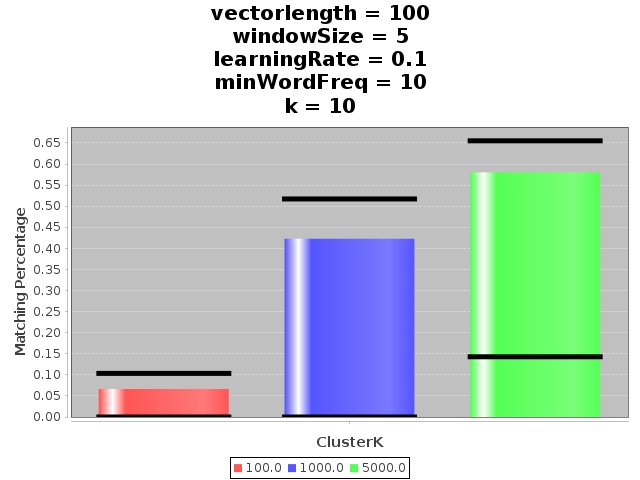 vectorlength = 100
windowSize = 5
learningRate = 0.1
minWordFreq = 10
k = 10
Matching Percentage
0.65
0.60
0.55
0.50
0.45
0.40
0.35
0.30
0.25
0.20
0.15
0.10
0.05
0.00
ClusterK
100.0 1000.0 5000.0